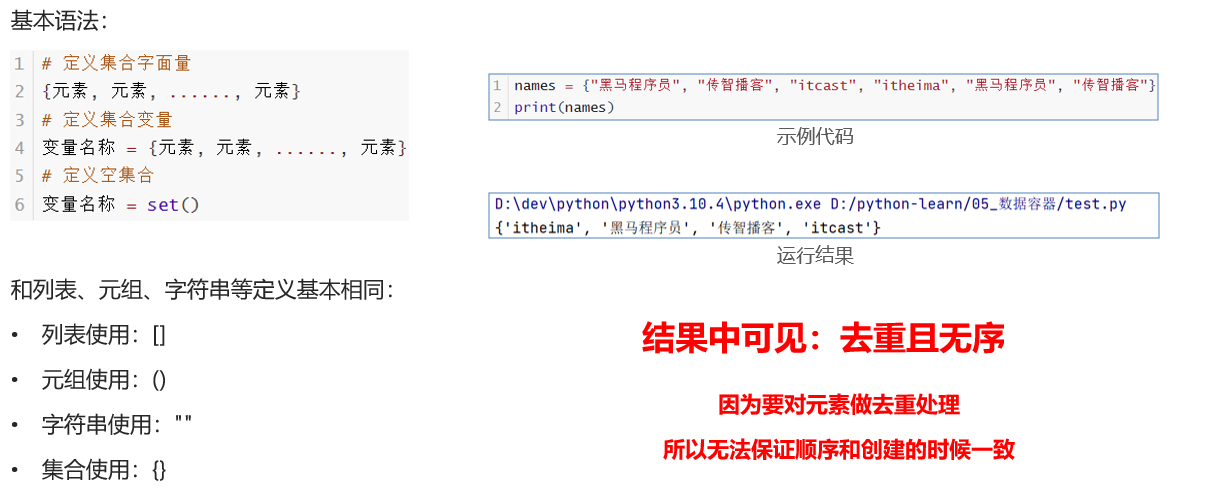 基本语法：
1 # 定义集合字面量
2 {元素, 元素, ......, 元素}
3 # 定义集合变量
4 变量名称 = {元素, 元素, ......, 元素}
5 # 定义空集合
6 变量名称 = set()
和列表、元组、字符串等定义基本相同：
• 列表使用：[]
• 元组使用：()
• 字符串使用：""
• 集合使用：{}
1 names = {"黑马程序员", "传智播客", "itcast", "itheima", "黑马程序员", "传智播客"}
2 print(names)
示例代码
D:\dev\python\python3.10.4\python.exe D:/python-learn/05_数据容器/test.py
{'itheima', '黑马程序员', '传智播客', 'itcast'}
运行结果
结果中可见：去重且无序
因为要对元素做去重处理
所以无法保证顺序和创建的时候一致